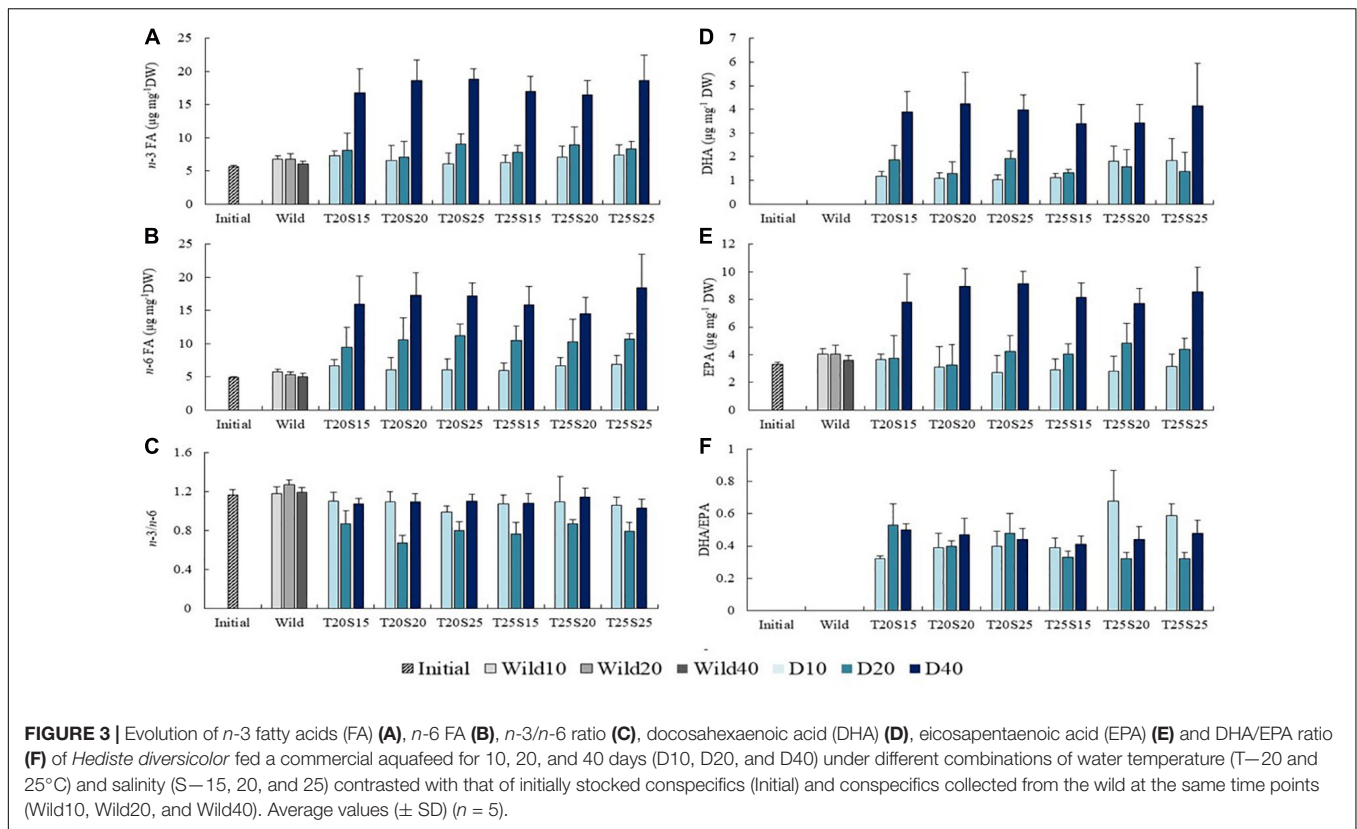 A
n-3 FA (µg mg-1DW)
25
20
15
10
5
0
Initial Wild T20S15 T20S20 T20S25 T25S15 T25S20 T25S25
B
n-6 FA (µg mg-1DW)
25
20
15
10
5
0
Initial Wild T20S15 T20S20 T20S25 T25S15 T25S20 T25S25
C
n-3/n-6
1.6
1.2
0.8
0.4
0
Initial Wild T20S15 T20S20 T20S25 T25S15 T25S20 T25S25
D
DHA (µg mg-1 DW)
7
6
5
4
3
2
1
0
Initial Wild T20S15 T20S20 T20S25 T25S15 T25S20 T25S25
E
EPA (µg mg-1 DW)
12
10
8
6
4
2
0
Initial Wild T20S15 T20S20 T20S25 T25S15 T25S20 T25S25
F
DHA/EPA
1
0.8
0.6
0.4
0.2
0
Initial Wild T20S15 T20S20 T20S25 T25S15 T25S20 T25S25
Initial Wild10 Wild20 Wild40 D10 D20 D40
FIGURE 3 | Evolution of n-3 fatty acids (FA) (A), n-6 FA (B), n-3/n-6 ratio (C), docosahexaenoic acid (DHA) (D), eicosapentaenoic acid (EPA) (E) and DHA/EPA ratio
(F) of Hediste diversicolor fed a commercial aquafeed for 10, 20, and 40 days (D10, D20, and D40) under different combinations of water temperature (T—20 and
25°C) and salinity (S—15, 20, and 25) contrasted with that of initially stocked conspecifics (Initial) and conspecifics collected from the wild at the same time points
(Wild10, Wild20, and Wild40). Average values (± SD) (n = 5).